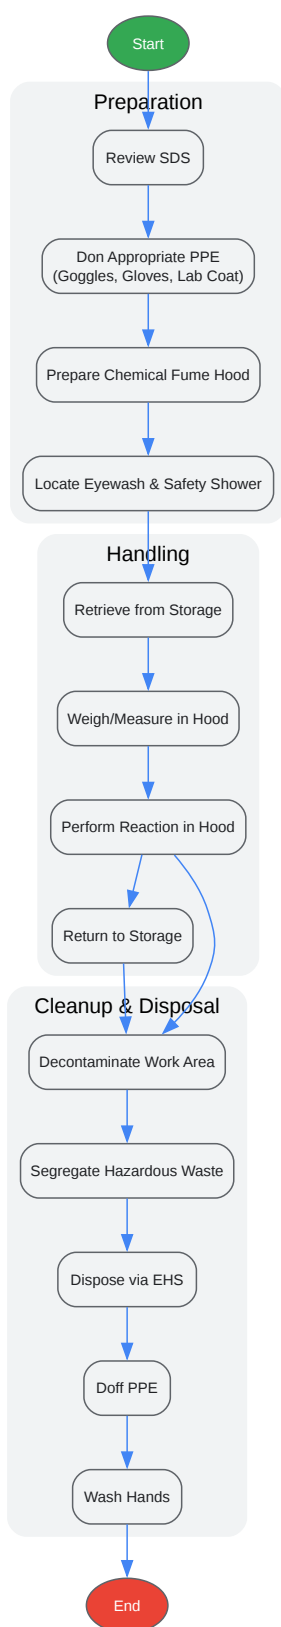 Start
Preparation
Review SDS
Don Appropriate PPE
(Goggles, Gloves, Lab Coat)
Prepare Chemical Fume Hood
Locate Eyewash & Safety Shower
Handling
Retrieve from Storage
Weigh/Measure in Hood
Perform Reaction in Hood
Return to Storage
Cleanup & Disposal
Decontaminate Work Area
Segregate Hazardous Waste
Dispose via EHS
Doff PPE
Wash Hands
End